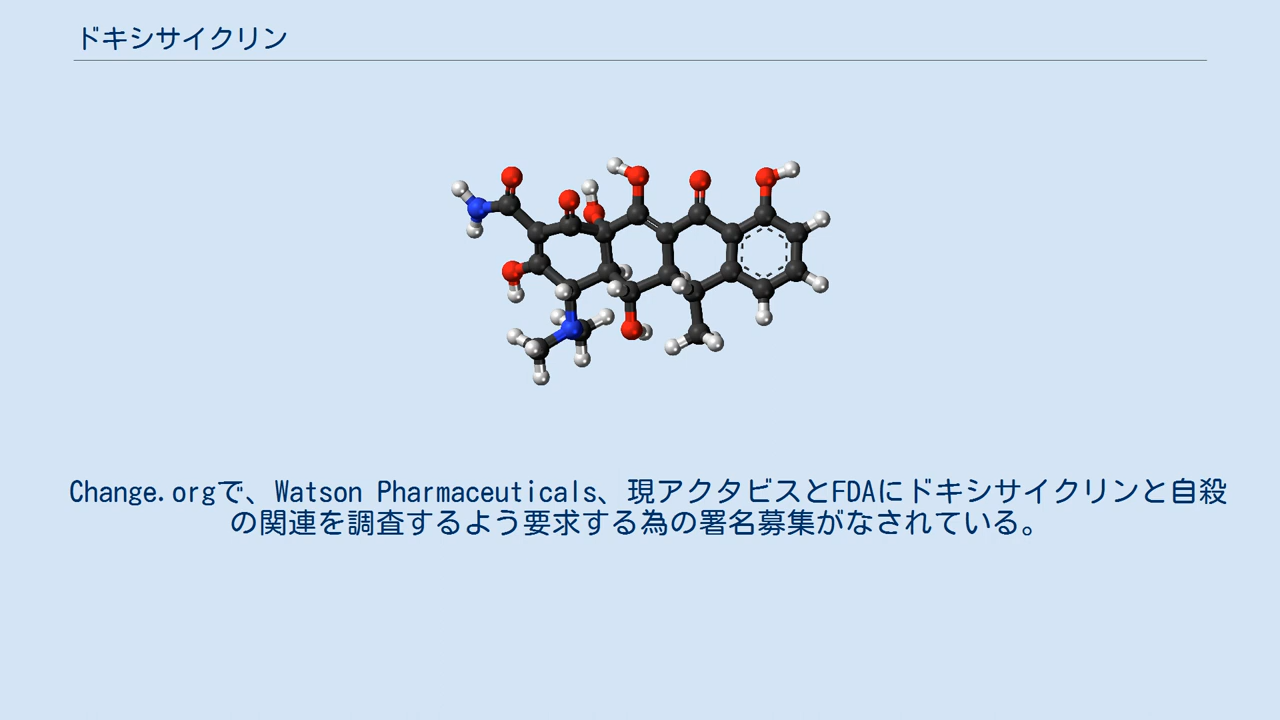 ドキシサイクリン
Change.orgで、Watson Pharmaceuticals、現アクタビスとFDAにドキシサイクリンと自殺
の関連を調査するよう要求する為の署名募集がなされている。